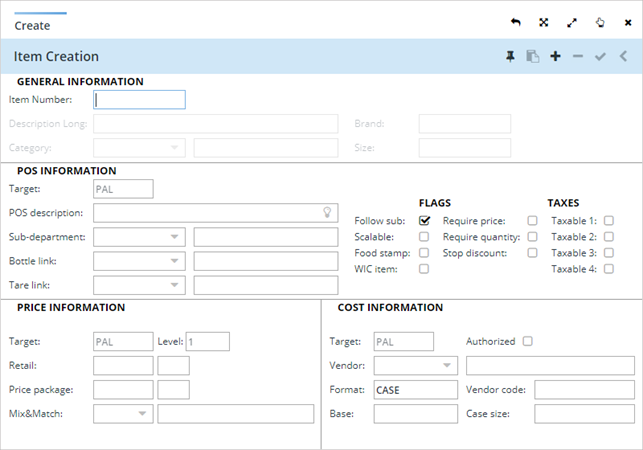 Create
Item Creation
GENERAL INFORMATION
Item Number:
Description Long: Brand:
Category: Size:
POS INFORMATION
Target: PAL
FLAGS TAXES
POS description: Follow sub: Require price: Taxable 1:
Sub-department: Scalable: Require quantity: Taxable 2:
Bottle link: Food stamp: Stop discount: Taxable 3:
WIC item: Taxable 4:
Tare link:
PRICE INFORMATION
Target: PAL Level: 1
Retail:
Price package:
Mix&Match:
COST INFORMATION
Target: PAL Authorized
Vendor:
Format: CASE Vendor code:
Base: Case size: